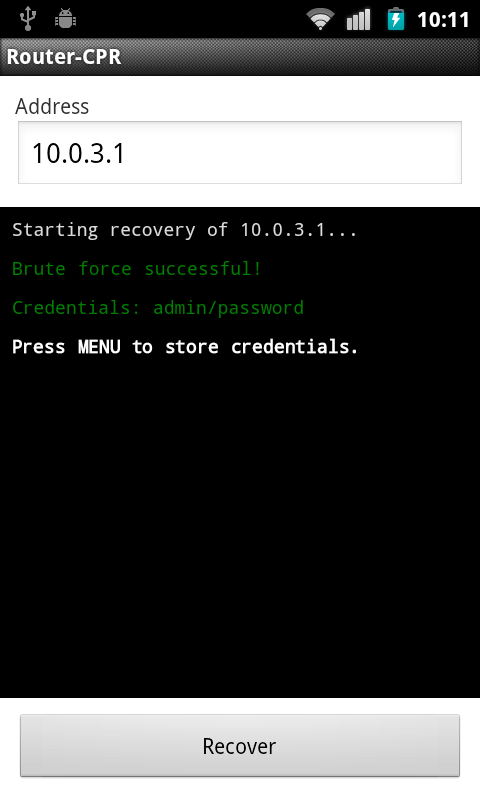 10:11
Router-CPR
Address
10.0.3.1
Starting recovery of 10.0.3.1...
Brute force successful!
Credentials: admin/password
Press MENU to store credentials.
Recover